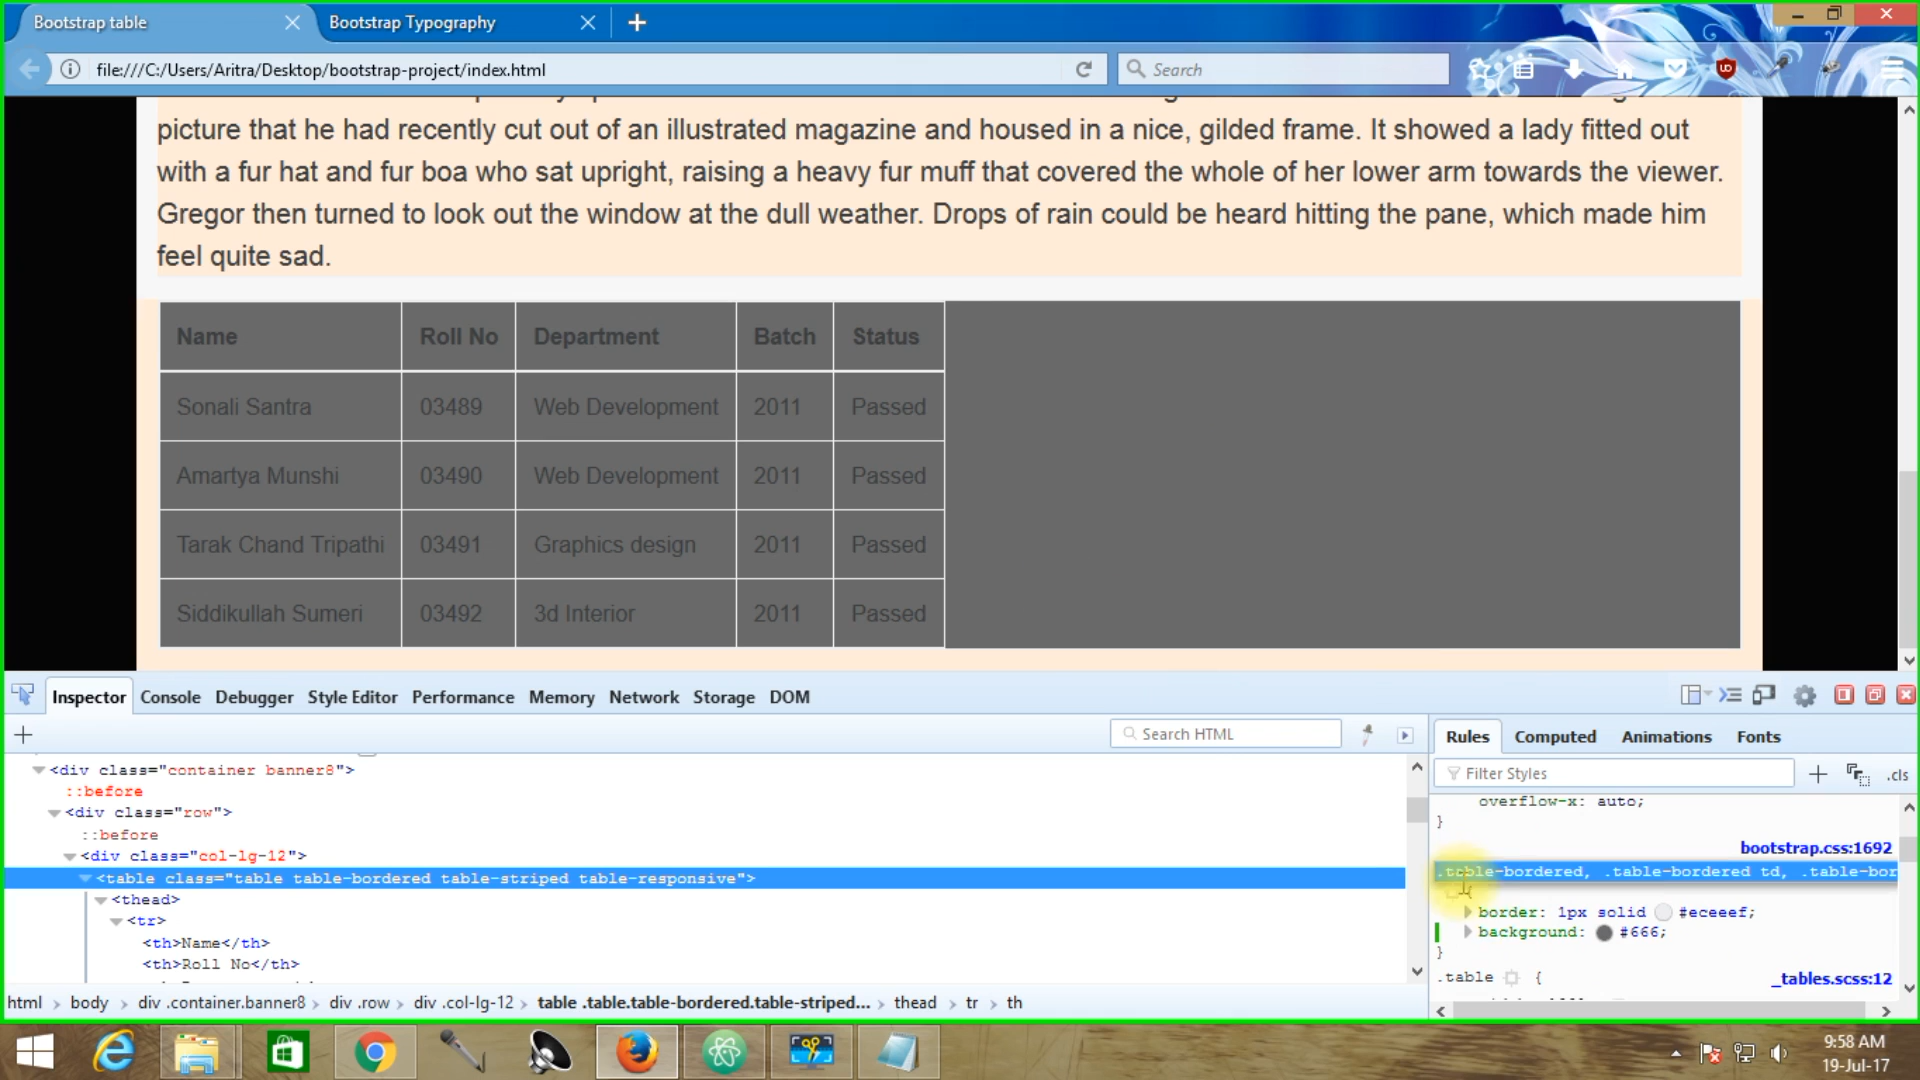 Bootstrap table
Bootstrap Typography
file:///C:/Users/Aritra/Desktop/bootstrap-project/index.html
Search
picture that he had recently cut out of an illustrated magazine and housed in a nice, gilded frame. It showed a lady fitted out
with a fur hat and fur boa who sat upright, raising a heavy fur muff that covered the whole of her lower arm towards the viewer.
Gregor then turned to look out the window at the dull weather. Drops of rain could be heard hitting the pane, which made him
feel quite sad.
Name Roll No Department Batch Status
Sonali Santra 03489 Web Development 2011 Passed
Amartya Munshi 03490 Web Development 2011 Passed
Tarak Chand Tripathi 03491 Graphics design 2011 Passed
Siddikullah Sumeri 03492 3d Interior 2011 Passed
Inspector Console Debugger Style Editor Performance Memory Network Storage DOM
Search HTML
<div class="container banner8">
::before
<div class="row">
::before
<div class="col-lg-12">
<table class="table table-bordered table-striped table-responsive">
<thead>
<tr>
<th>Name</th>
<th>Roll No</th>
html > body > div .container.banner8 > div .row > div .col-lg-12 > table .table.table-bordered.table-striped... > thead > tr > th
Rules Computed Animations Fonts
Filter Styles
.cls
overflow-x: auto;
}
bootstrap.css:1692
.table-bordered, .table-bordered td, .table-bor
{
border: 1px solid #eceeef;
background: #666;
}
.table {
_tables.scss:12
9:58 AM
19-Jul-17